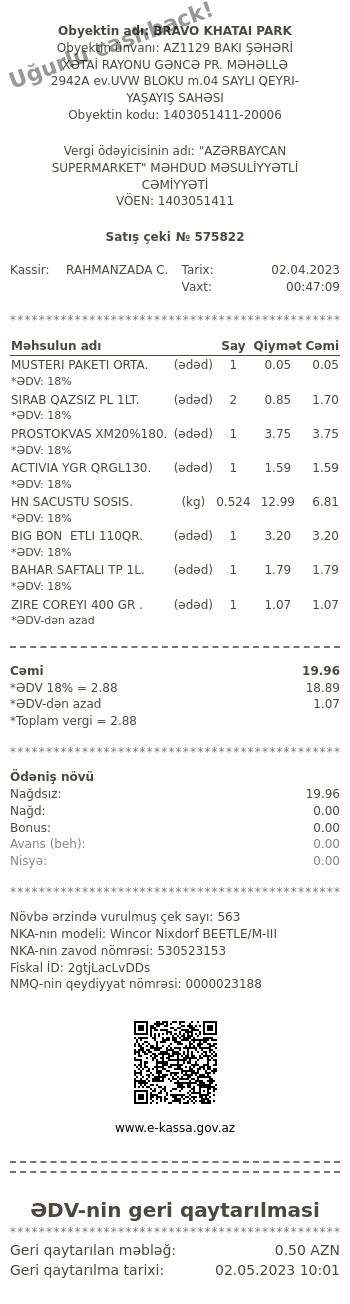 Uğurlu cashback!
Obyektin adı: BRAVO KHATAI PARK
Obyektin ünvanı: AZ1129 BAKI ŞƏHƏRİ
XƏTAİ RAYONU GƏNCƏ PR. MƏHƏLLƏ
2942A ev.UVW BLOKU m.04 SAYLI QEYRI-
YAŞAYIŞ SAHƏSI
Obyektin kodu: 1403051411-20006
Vergi ödəyicisinin adı: "AZƏRBAYCAN
SUPERMARKET" MƏHDUD MƏSULİYYƏTLİ
CƏMİYYƏTİ
VÖEN: 1403051411
Satış çeki № 575822
Kassir: RAHMANZADA C. Tarix: 02.04.2023
Vaxt: 00:47:09
********************************************
Məhsulun adı Say Qiymət Cəmi
MUSTERI PAKETI ORTA. (ədəd) 1 0.05 0.05
*ƏDV: 18%
SIRAB QAZSIZ PL 1LT. (ədəd) 2 0.85 1.70
*ƏDV: 18%
PROSTOKVAS XM20%180. (ədəd) 1 3.75 3.75
*ƏDV: 18%
ACTIVIA YGR QRGL130. (ədəd) 1 1.59 1.59
*ƏDV: 18%
HN SACUSTU SOSIS. (kg) 0.524 12.99 6.81
*ƏDV: 18%
BIG BON ETLI 110QR. (ədəd) 1 3.20 3.20
*ƏDV: 18%
BAHAR SAFTALI TP 1L. (ədəd) 1 1.79 1.79
*ƏDV: 18%
ZIRE COREYI 400 GR . (ədəd) 1 1.07 1.07
*ƏDV-dən azad
Cəmi 19.96
*ƏDV 18% = 2.88 18.89
*ƏDV-dən azad 1.07
*Toplam vergi = 2.88
********************************************
Ödəniş növü
Nağdsız: 19.96
Nağd: 0.00
Bonus: 0.00
Avans (beh): 0.00
Nisyə: 0.00
********************************************
Növbə ərzində vurulmuş çek sayı: 563
NKA-nın modeli: Wincor Nixdorf BEETLE/M-III
NKA-nın zavod nömrəsi: 530523153
Fiskal İD: 2gtjLacLvDDs
NMQ-nin qeydiyyat nömrəsi: 0000023188
www.e-kassa.gov.az
ƏDV-nin geri qaytarılması
********************************************
Geri qaytarılan məbləğ: 0.50 AZN
Geri qaytarılma tarixi: 02.05.2023 10:01